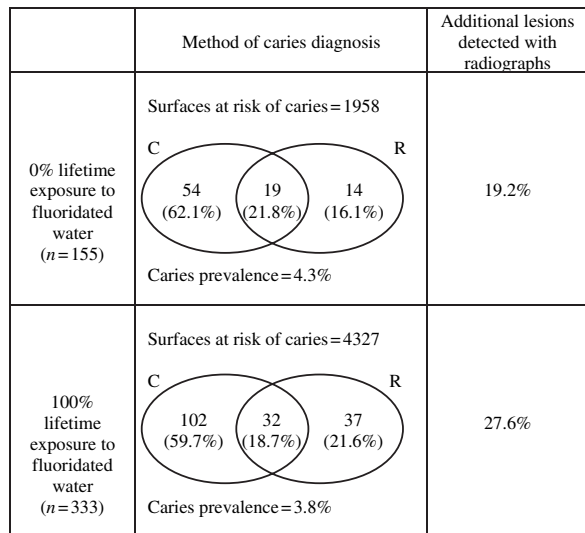 Method of caries diagnosis
Additional lesions
detected with
radiographs
0% lifetime
exposure to
fluoridated
water
(n=155)
Surfaces at risk of caries=1958
C
R
54
(62.1%)
19
(21.8%)
14
(16.1%)
Caries prevalence=4.3%
19.2%
100%
lifetime
exposure to
fluoridated
water
(n=333)
Surfaces at risk of caries=4327
C
R
102
(59.7%)
32
(18.7%)
37
(21.6%)
Caries prevalence=3.8%
27.6%